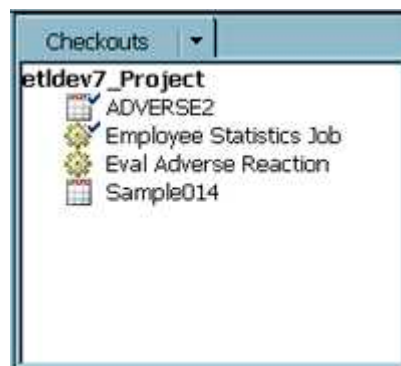 Checkouts
etldev7_Project
ADVERSE2
Employee Statistics Job
Eval Adverse Reaction
Sample014